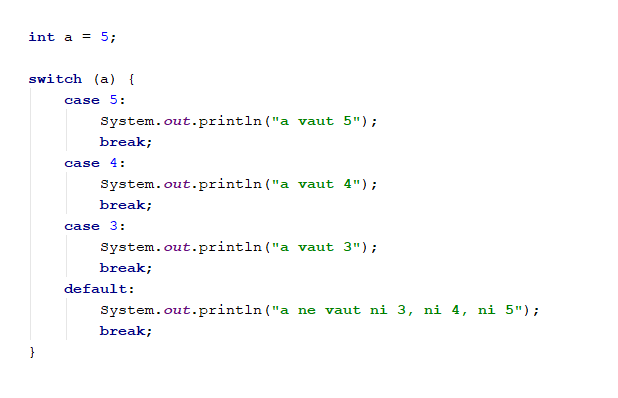 int a = 5;
switch (a) {
case 5:
System.out.println("a vaut 5");
break;
case 4:
System.out.println("a vaut 4");
break;
case 3:
System.out.println("a vaut 3");
break;
default:
System.out.println("a ne vaut ni 3, ni 4, ni 5");
break;
}